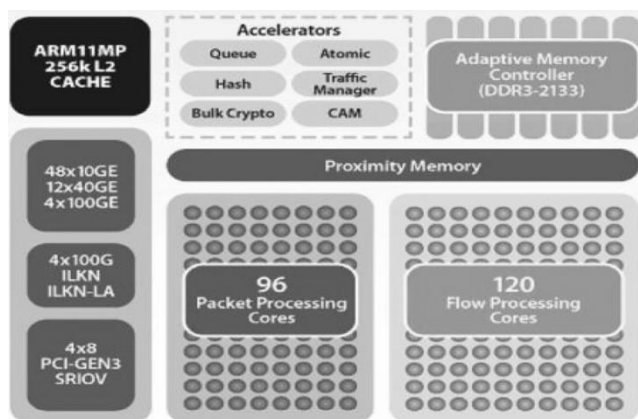 ARM11MP
256k L2
CACHE
Accelerators
Queue
Atomic
Hash
Traffic
Manager
Bulk Crypto
CAM
Adaptive Memory
Controller
(DDR3-2133)
Proximity Memory
48x10GE
12x40GE
4x100GE
4x100G
ILKN
ILKN-LA
4x8
PCI-GEN3
SRIOV
96
Packet Processing
Cores
120
Flow Processing
Cores